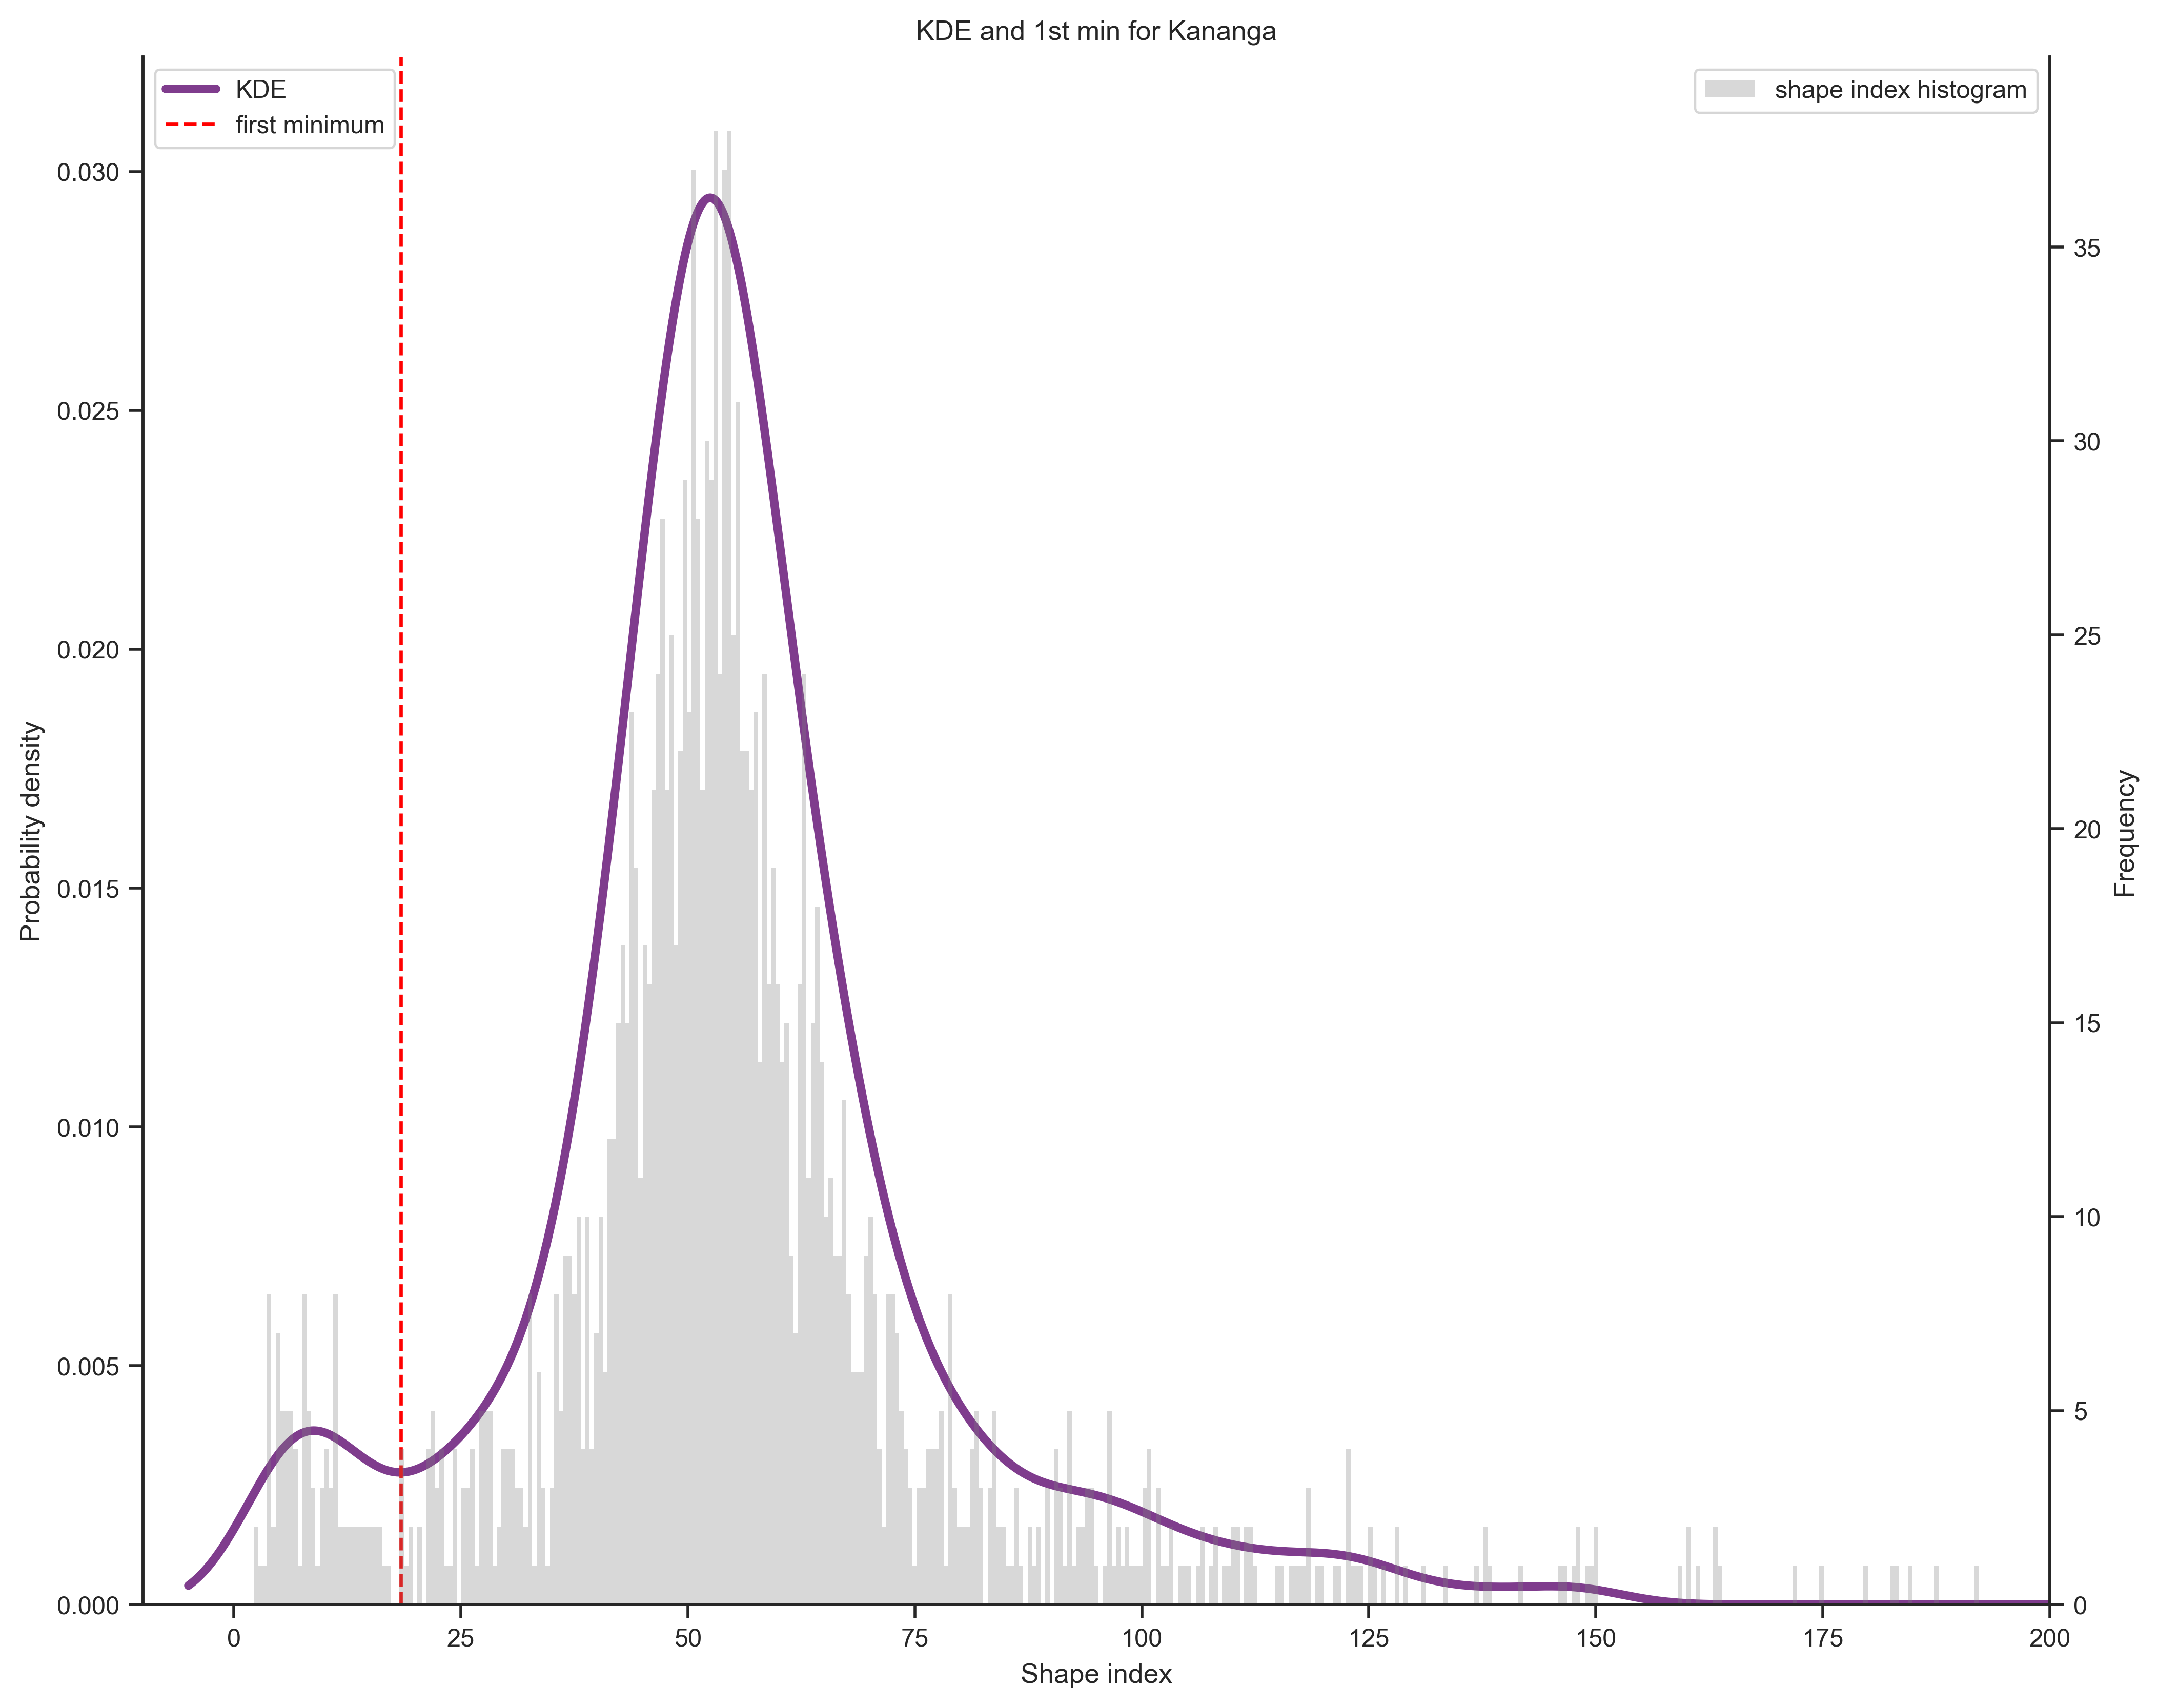 KDE and 1st min for Kananga
KDE
first minimum
shape index histogram
Probability density
0.030
0.025
0.020
0.015
0.010
0.005
0.000
35
30
25
20
15
10
5
0
Frequency
0 25 50 75 100 125 150 175 200
Shape index